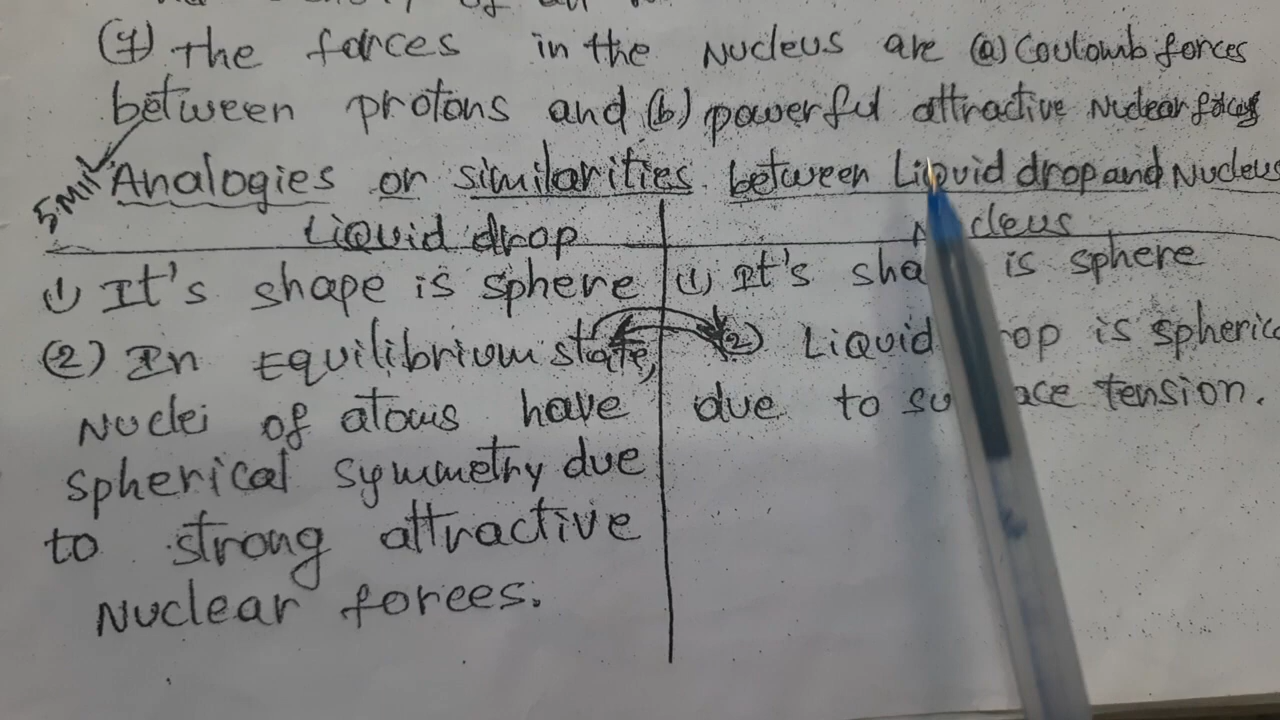 (4) The forces in the Nucleus are (a) Coulomb forces
between protons and (b) powerful attractive Nuclear forces
5M Analogies or similarities between Liquid drop and Nucleus
Liquid drop
Nucleus
(1) It's shape is sphere
(2) In Equilibrium state,
Nuclei of atoms have
spherical symmetry due
to strong attractive
Nuclear forces.
(1) It's sha is sphere
(2) Liquid op is spheric
due to su ace tension.